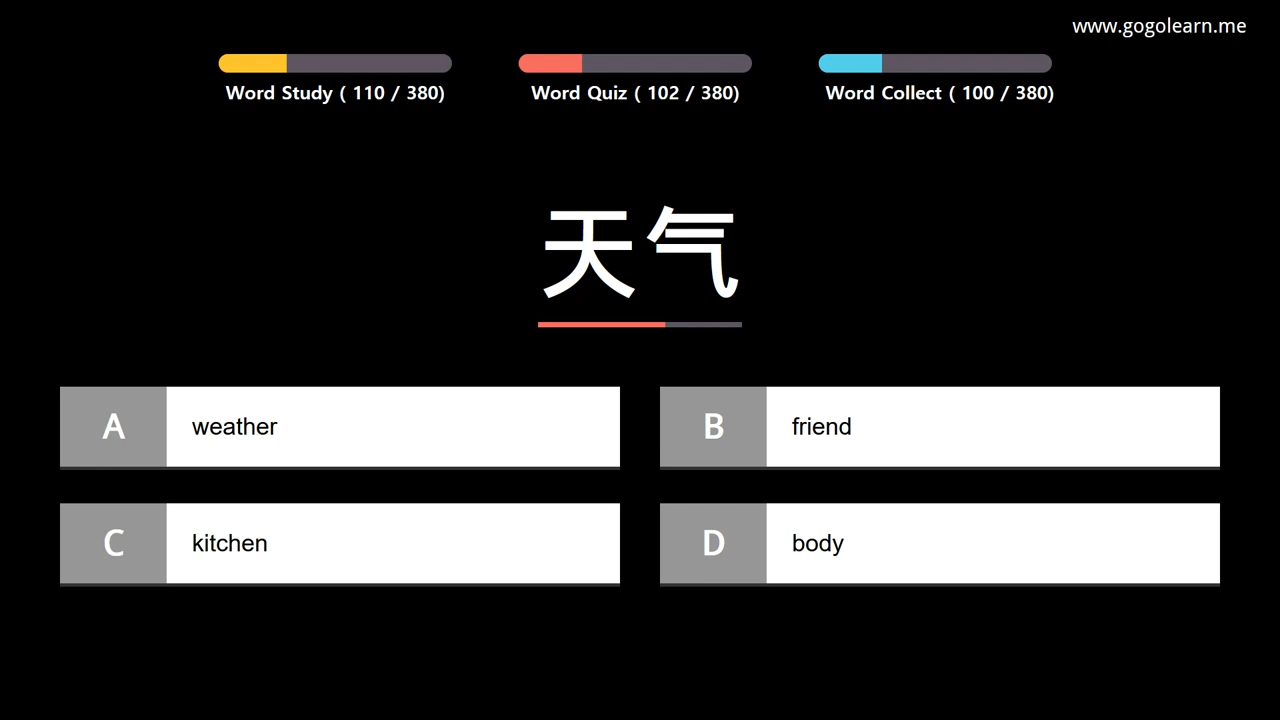 www.gogolearn.me
Word Study ( 110 / 380)
Word Quiz ( 102 / 380)
Word Collect ( 100 / 380)
天气
A weather
B friend
C kitchen
D body